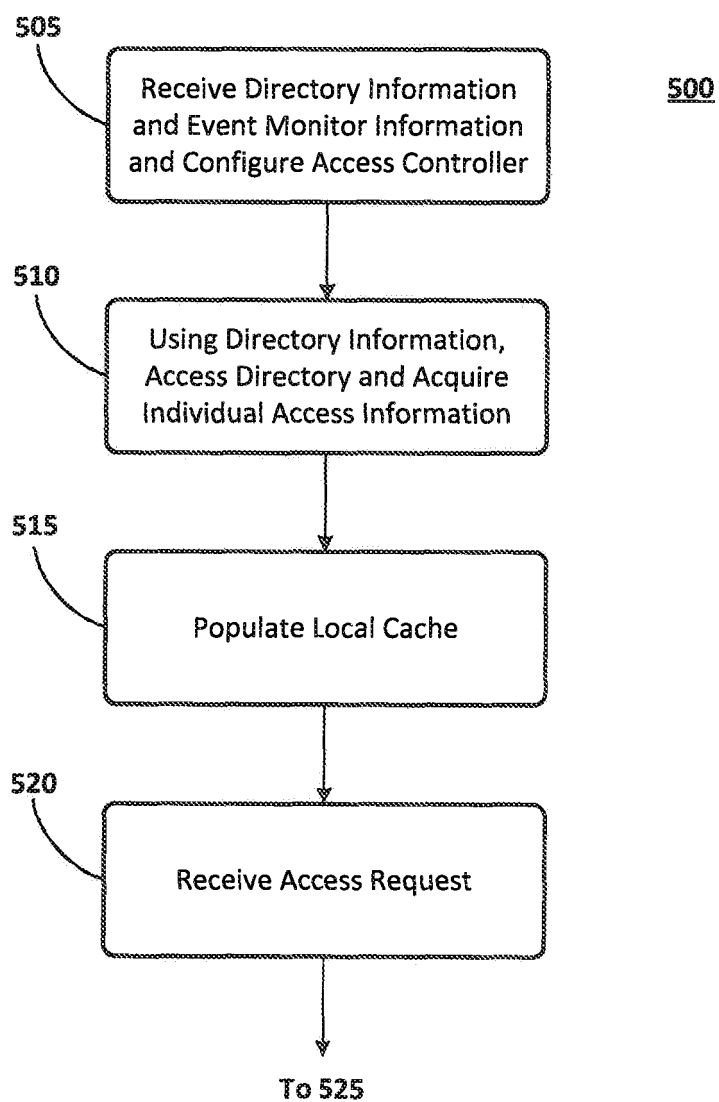 505
500
Receive Directory Information
and Event Monitor Information
and Configure Access Controller
510
Using Directory Information,
Access Directory and Acquire
Individual Access Information
515
Populate Local Cache
520
Receive Access Request
To 525